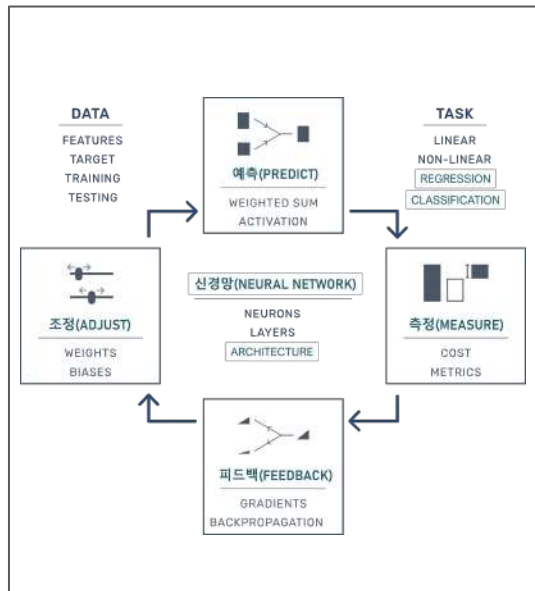 DATA
FEATURES
TARGET
TRAINING
TESTING
예측(PREDICT)
WEIGHTED SUM
ACTIVATION
TASK
LINEAR
NON-LINEAR
REGRESSION
CLASSIFICATION
조정(ADJUST)
WEIGHTS
BIASES
신경망(NEURAL NETWORK)
NEURONS
LAYERS
ARCHITECTURE
측정(MEASURE)
COST
METRICS
피드백(FEEDBACK)
GRADIENTS
BACKPROPAGATION